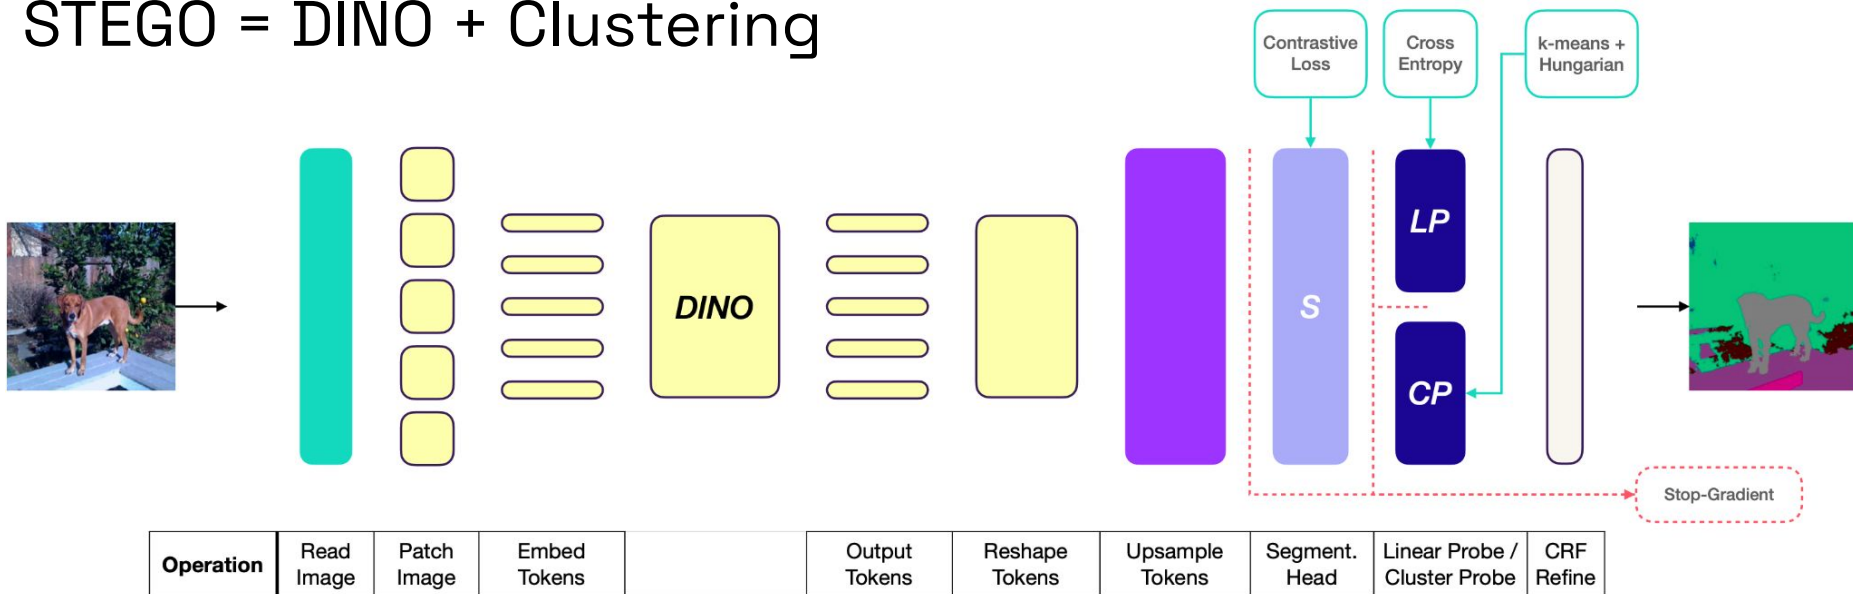 STEGO = DINO + Clustering
Contrastive
Loss
Cross
Entropy
k-means +
Hungarian
DINO
S
LP
CP
Stop-Gradient
Operation
Read
Image
Patch
Image
Embed
Tokens
Output
Tokens
Reshape
Tokens
Upsample
Tokens
Segment.
Head
Linear Probe /
Cluster Probe
CRF
Refine